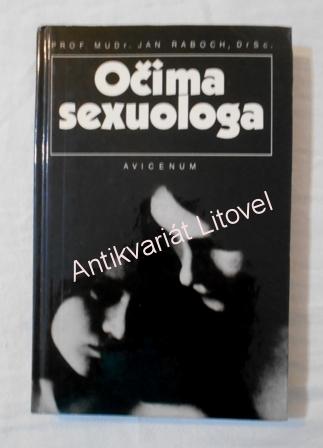 PROF. MUDr. JAN RABOCH, DrSc.
Očima
sexuologa
AVICENUM
Antikvariát Litovel